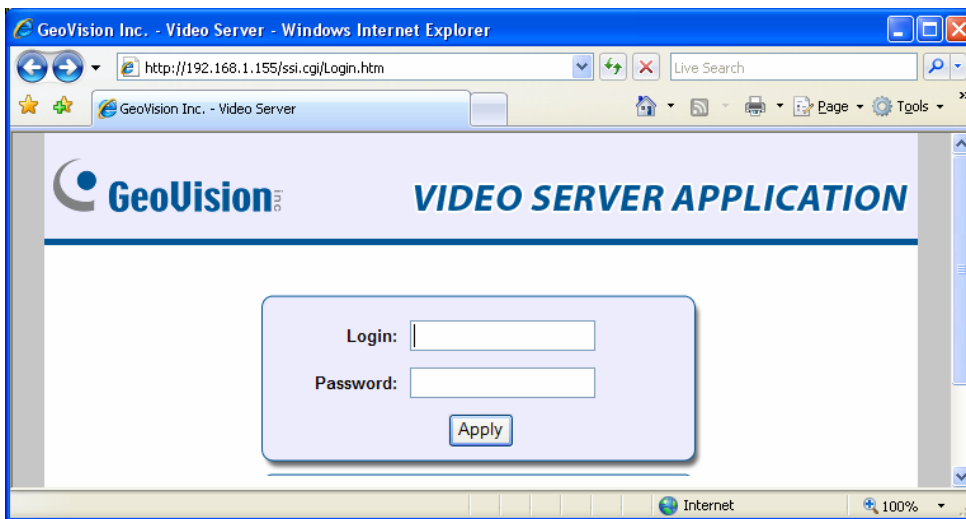 GeoVision Inc. - Video Server - Windows Internet Explorer
http://192.168.1.155/ssi.cgi/Login.htm
Live Search
GeoVision Inc. - Video Server
Page
Tools
»
GeoVision inc
VIDEO SERVER APPLICATION
Login:
Password:
Apply
Internet
100%